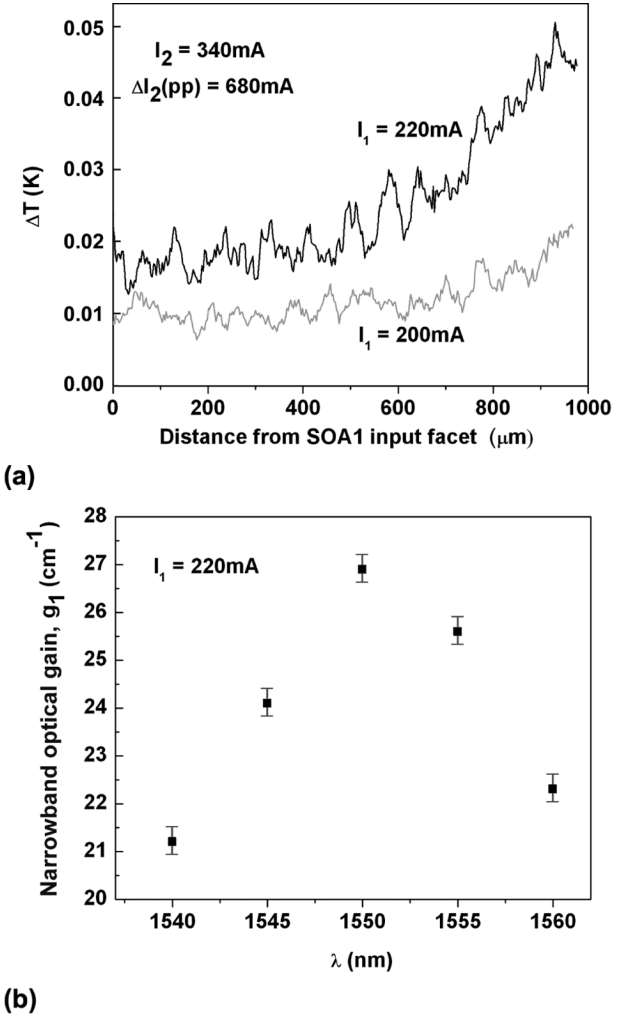 0.05
0.04
0.03
0.02
0.01
0.00
ΔT (K)
I2 = 340mA
ΔI2(pp) = 680mA
I1 = 220mA
I1 = 200mA
0 200 400 600 800 1000
Distance from SOA1 input facet (μm)
(a)
28
27
26
25
24
23
22
21
20
Narrowband optical gain, g1 (cm-1)
I1 = 220mA
1540 1545 1550 1555 1560
λ (nm)
(b)